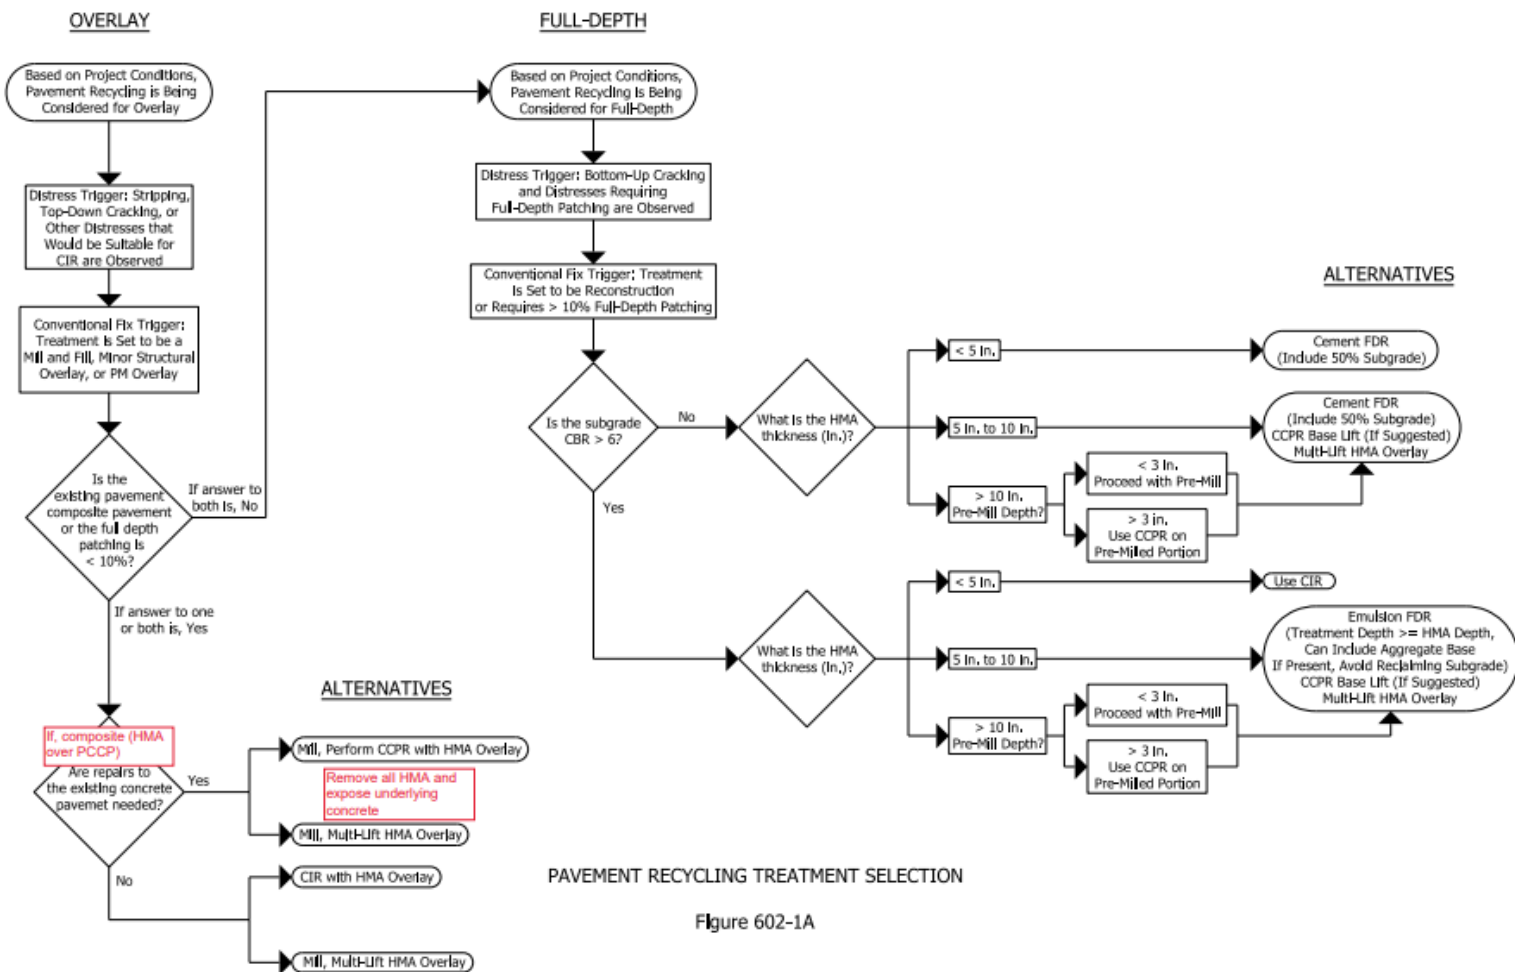 OVERLAY
Based on Project Conditions,
Pavement Recycling is Being
Considered for Overlay
Distress Trigger: Stripping,
Top-Down Cracking, or
Other Distresses that
Would be Suitable for
CIR are Observed
Conventional Fix Trigger:
Treatment is Set to be a
Mill and Fill, Minor Structural
Overlay, or PM Overlay
Is the
existing pavement
composite pavement
or the full depth
patching is
< 10%?
If answer to
both is, No
If answer to one
or both is, Yes
If, composite (HMA
over PCCP)
Are repairs to
the existing concrete
pavemet needed?
Yes
No
ALTERNATIVES
Mill, Perform CCPR with HMA Overlay
Remove all HMA and
expose underlying
concrete
Mill, Multi-Lift HMA Overlay
CIR with HMA Overlay
Mill, Multi-Lift HMA Overlay
FULL-DEPTH
Based on Project Conditions,
Pavement Recycling is Being
Considered for Full-Depth
Distress Trigger: Bottom-Up Cracking
and Distresses Requiring
Full-Depth Patching are Observed
Conventional Fix Trigger: Treatment
is Set to be Reconstruction
or Requires > 10% Full-Depth Patching
Is the subgrade
CBR > 6?
No
Yes
What is the HMA
thickness (in.)?
< 5 in.
5 in. to 10 in.
> 10 in.
Pre-Mill Depth?
< 3 in.
Proceed with Pre-Mill
> 3 in.
Use CCPR on
Pre-Milled Portion
ALTERNATIVES
Cement FDR
(Include 50% Subgrade)
Cement FDR
(Include 50% Subgrade)
CCPR Base Lift (If Suggested)
Multi-Lift HMA Overlay
What is the HMA
thickness (in.)?
< 5 in.
5 in. to 10 in.
> 10 in.
Pre-Mill Depth?
< 3 in.
Proceed with Pre-Mill
> 3 in.
Use CCPR on
Pre-Milled Portion
Use CIR
Emulsion FDR
(Treatment Depth >= HMA Depth,
Can Include Aggregate Base
If Present, Avoid Reclaiming Subgrade)
CCPR Base Lift (If Suggested)
Multi-Lift HMA Overlay
PAVEMENT RECYCLING TREATMENT SELECTION
Figure 602-1A